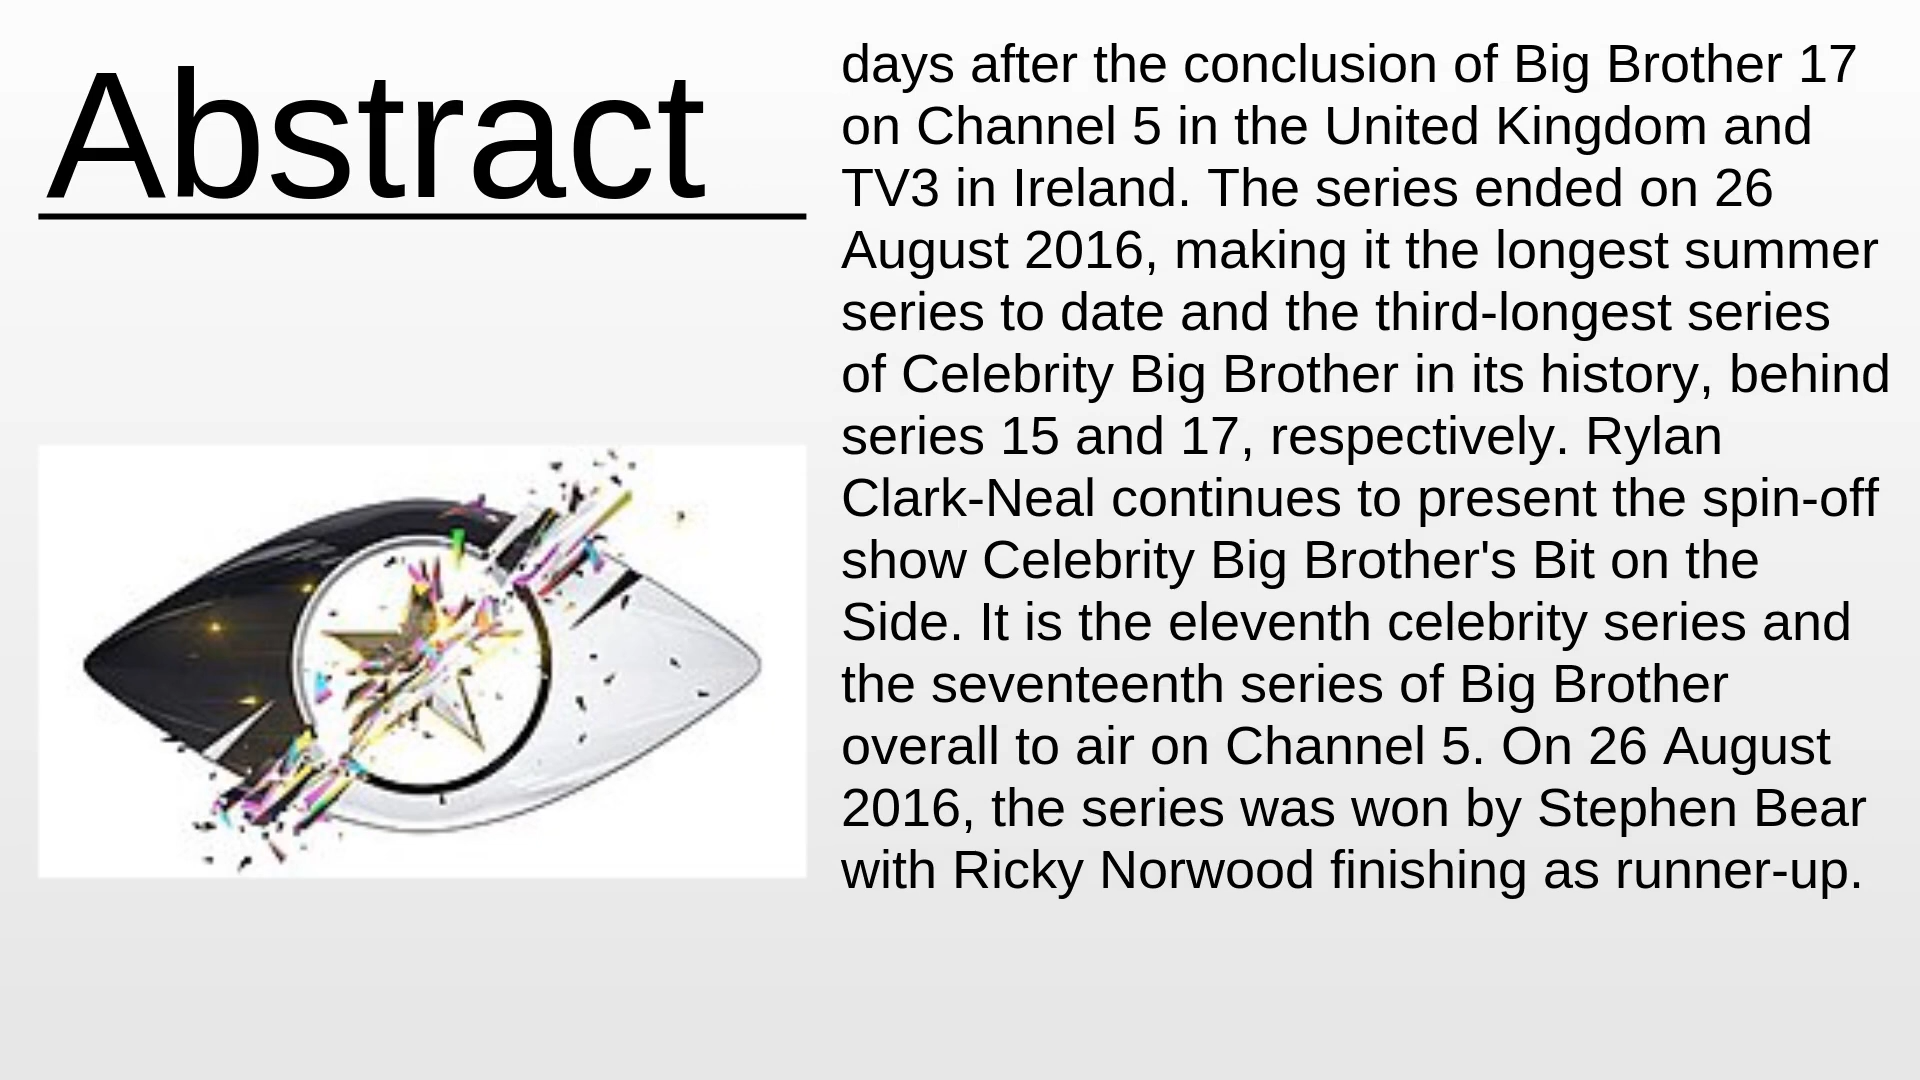 Abstract
days after the conclusion of Big Brother 17
on Channel 5 in the United Kingdom and
TV3 in Ireland. The series ended on 26
August 2016, making it the longest summer
series to date and the third-longest series
of Celebrity Big Brother in its history, behind
series 15 and 17, respectively. Rylan
Clark-Neal continues to present the spin-off
show Celebrity Big Brother's Bit on the
Side. It is the eleventh celebrity series and
the seventeenth series of Big Brother
overall to air on Channel 5. On 26 August
2016, the series was won by Stephen Bear
with Ricky Norwood finishing as runner-up.